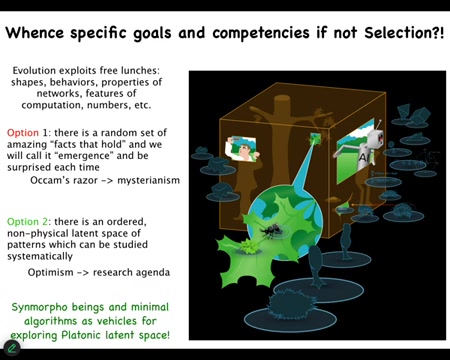 Whence specific goals and competencies if not Selection?!
Evolution exploits free lunches:
shapes, behaviors, properties of
networks, features of
computation, numbers, etc.
Option 1: there is a random set of
amazing "facts that hold" and we
will call it "emergence" and be
surprised each time
Occam's razor -> mysterianism
Option 2: there is an ordered,
non-physical latent space of
patterns which can be studied
systematically
Optimism -> research agenda
Synmorpho beings and minimal
algorithms as vehicles for
exploring Platonic latent space!
AI